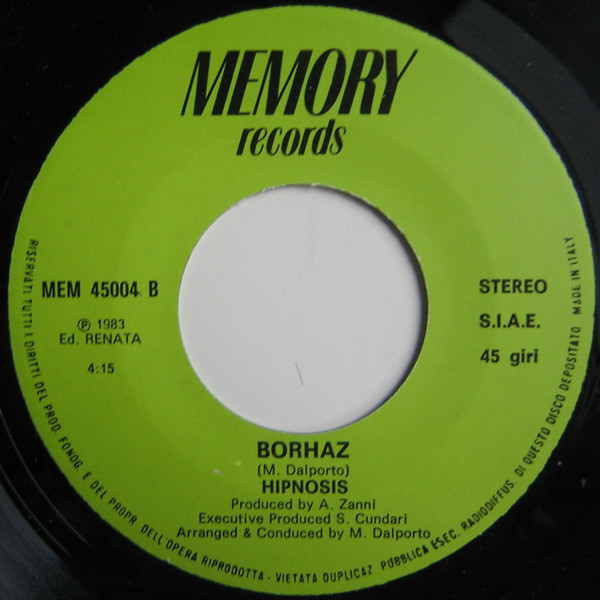 MEMORY
records
MEM 45004 B
℗ 1983
Ed. RENATA
4:15
STEREO
S.I.A.E.
45 giri
BORHAZ
(M. Dalporto)
HIPNOSIS
Produced by A. Zanni
Executive Produced S. Cundari
Arranged & Conduced by M. Dalporto
RISERVATI TUTTI I DIRITTI DEL PROD. FONOG. E DEL PROPR. DELL'OPERA RIPRODOTTA - VIETATA DUPLICAZ. PUBBLICA ESEC. RADIODIFFUS. DI QUESTO DISCO DEPOSITATO MADE IN ITALY